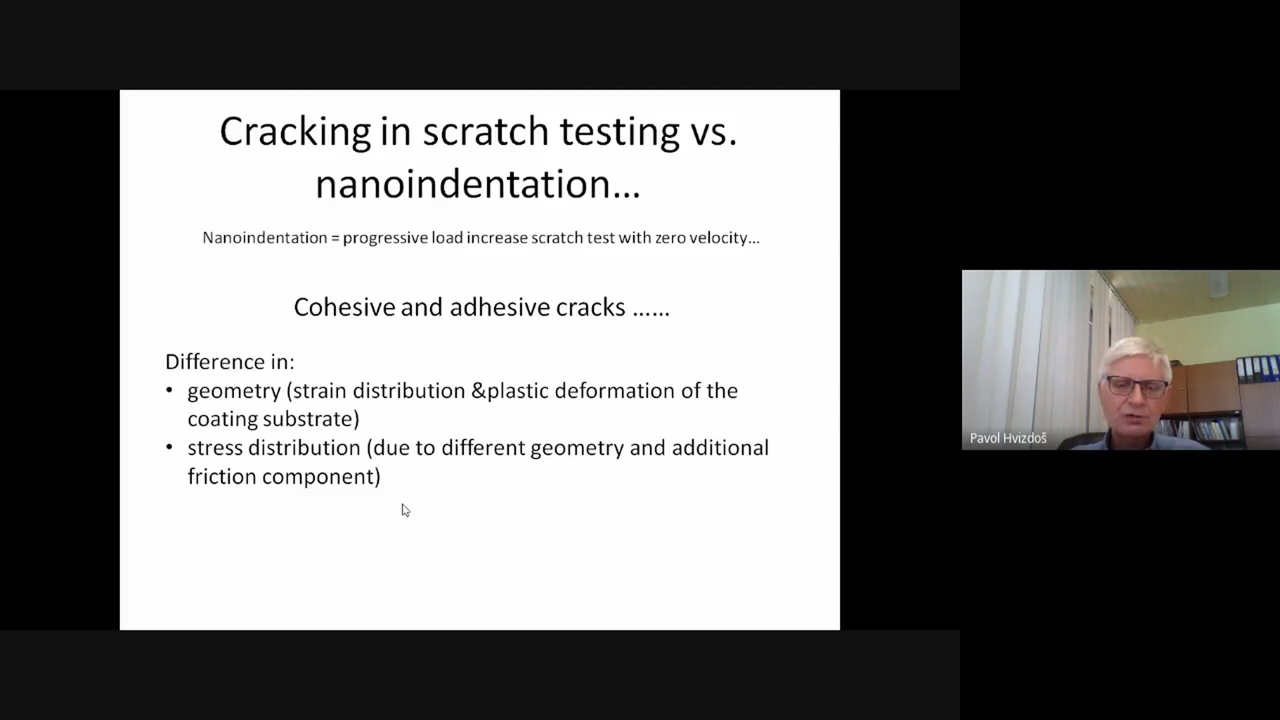 Cracking in scratch testing vs.
nanoindentation…
Nanoindentation = progressive load increase scratch test with zero velocity…
Cohesive and adhesive cracks ……
Difference in:
• geometry (strain distribution &plastic deformation of the
coating substrate)
• stress distribution (due to different geometry and additional
friction component)
Pavol Hvizdoš